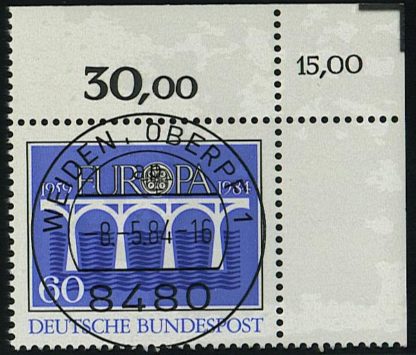 30,00
15,00
WEIDEN, OBERPF 1
1959 EUROPA 1984
-8.-5.84-16
60
8480
DEUTSCHE BUNDESPOST